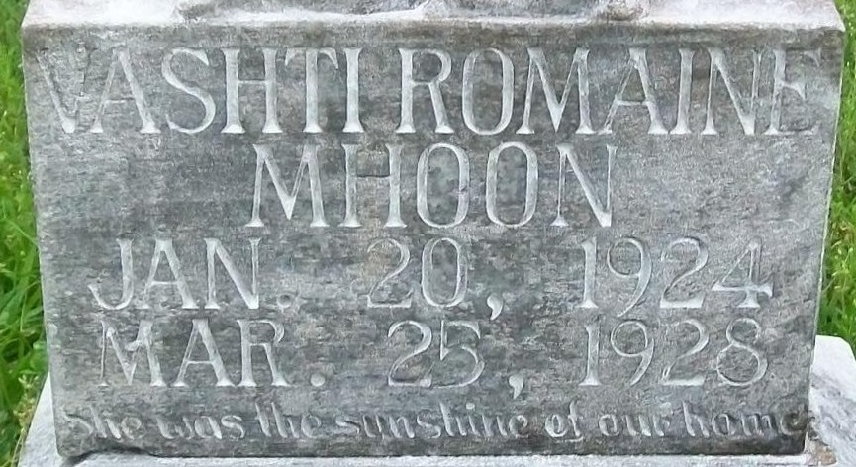 VASHTI ROMAINE
MHOON
JAN. 20, 1924
MAR. 25, 1928
She was the sunshine of our home